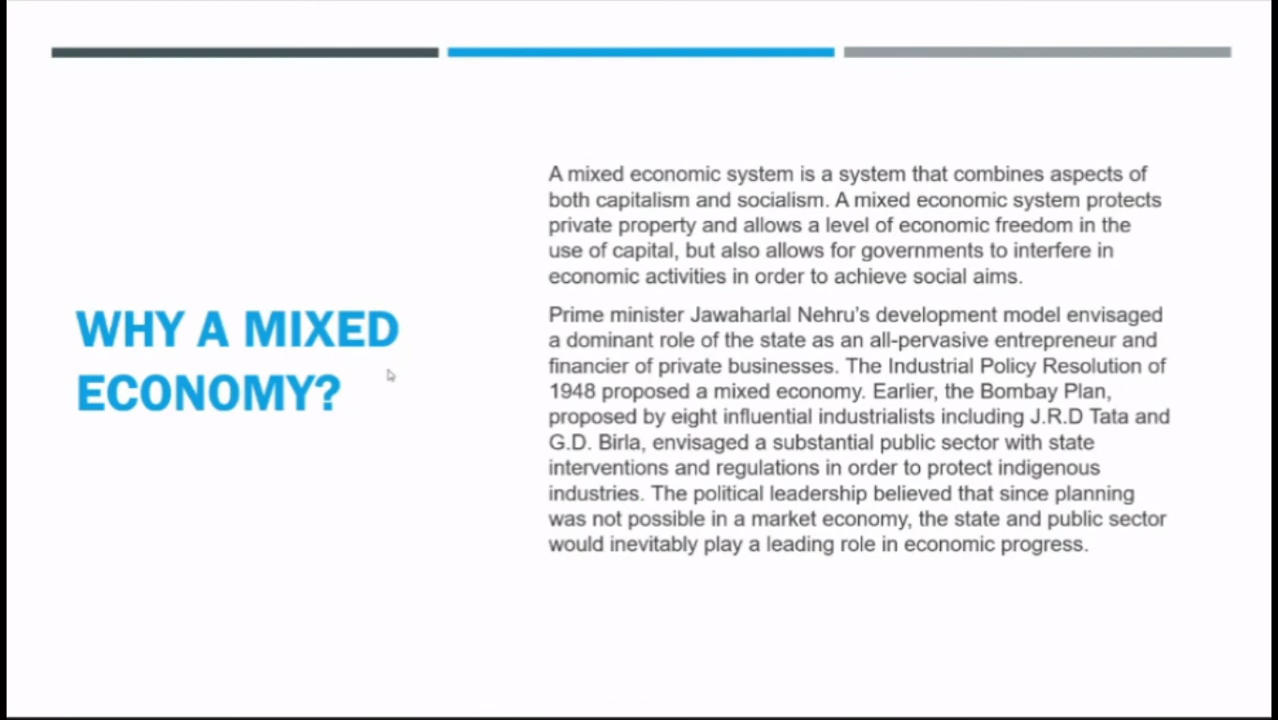 WHY A MIXED
ECONOMY?
A mixed economic system is a system that combines aspects of
both capitalism and socialism. A mixed economic system protects
private property and allows a level of economic freedom in the
use of capital, but also allows for governments to interfere in
economic activities in order to achieve social aims.
Prime minister Jawaharlal Nehru’s development model envisaged
a dominant role of the state as an all-pervasive entrepreneur and
financier of private businesses. The Industrial Policy Resolution of
1948 proposed a mixed economy. Earlier, the Bombay Plan,
proposed by eight influential industrialists including J.R.D Tata and
G.D. Birla, envisaged a substantial public sector with state
interventions and regulations in order to protect indigenous
industries. The political leadership believed that since planning
was not possible in a market economy, the state and public sector
would inevitably play a leading role in economic progress.